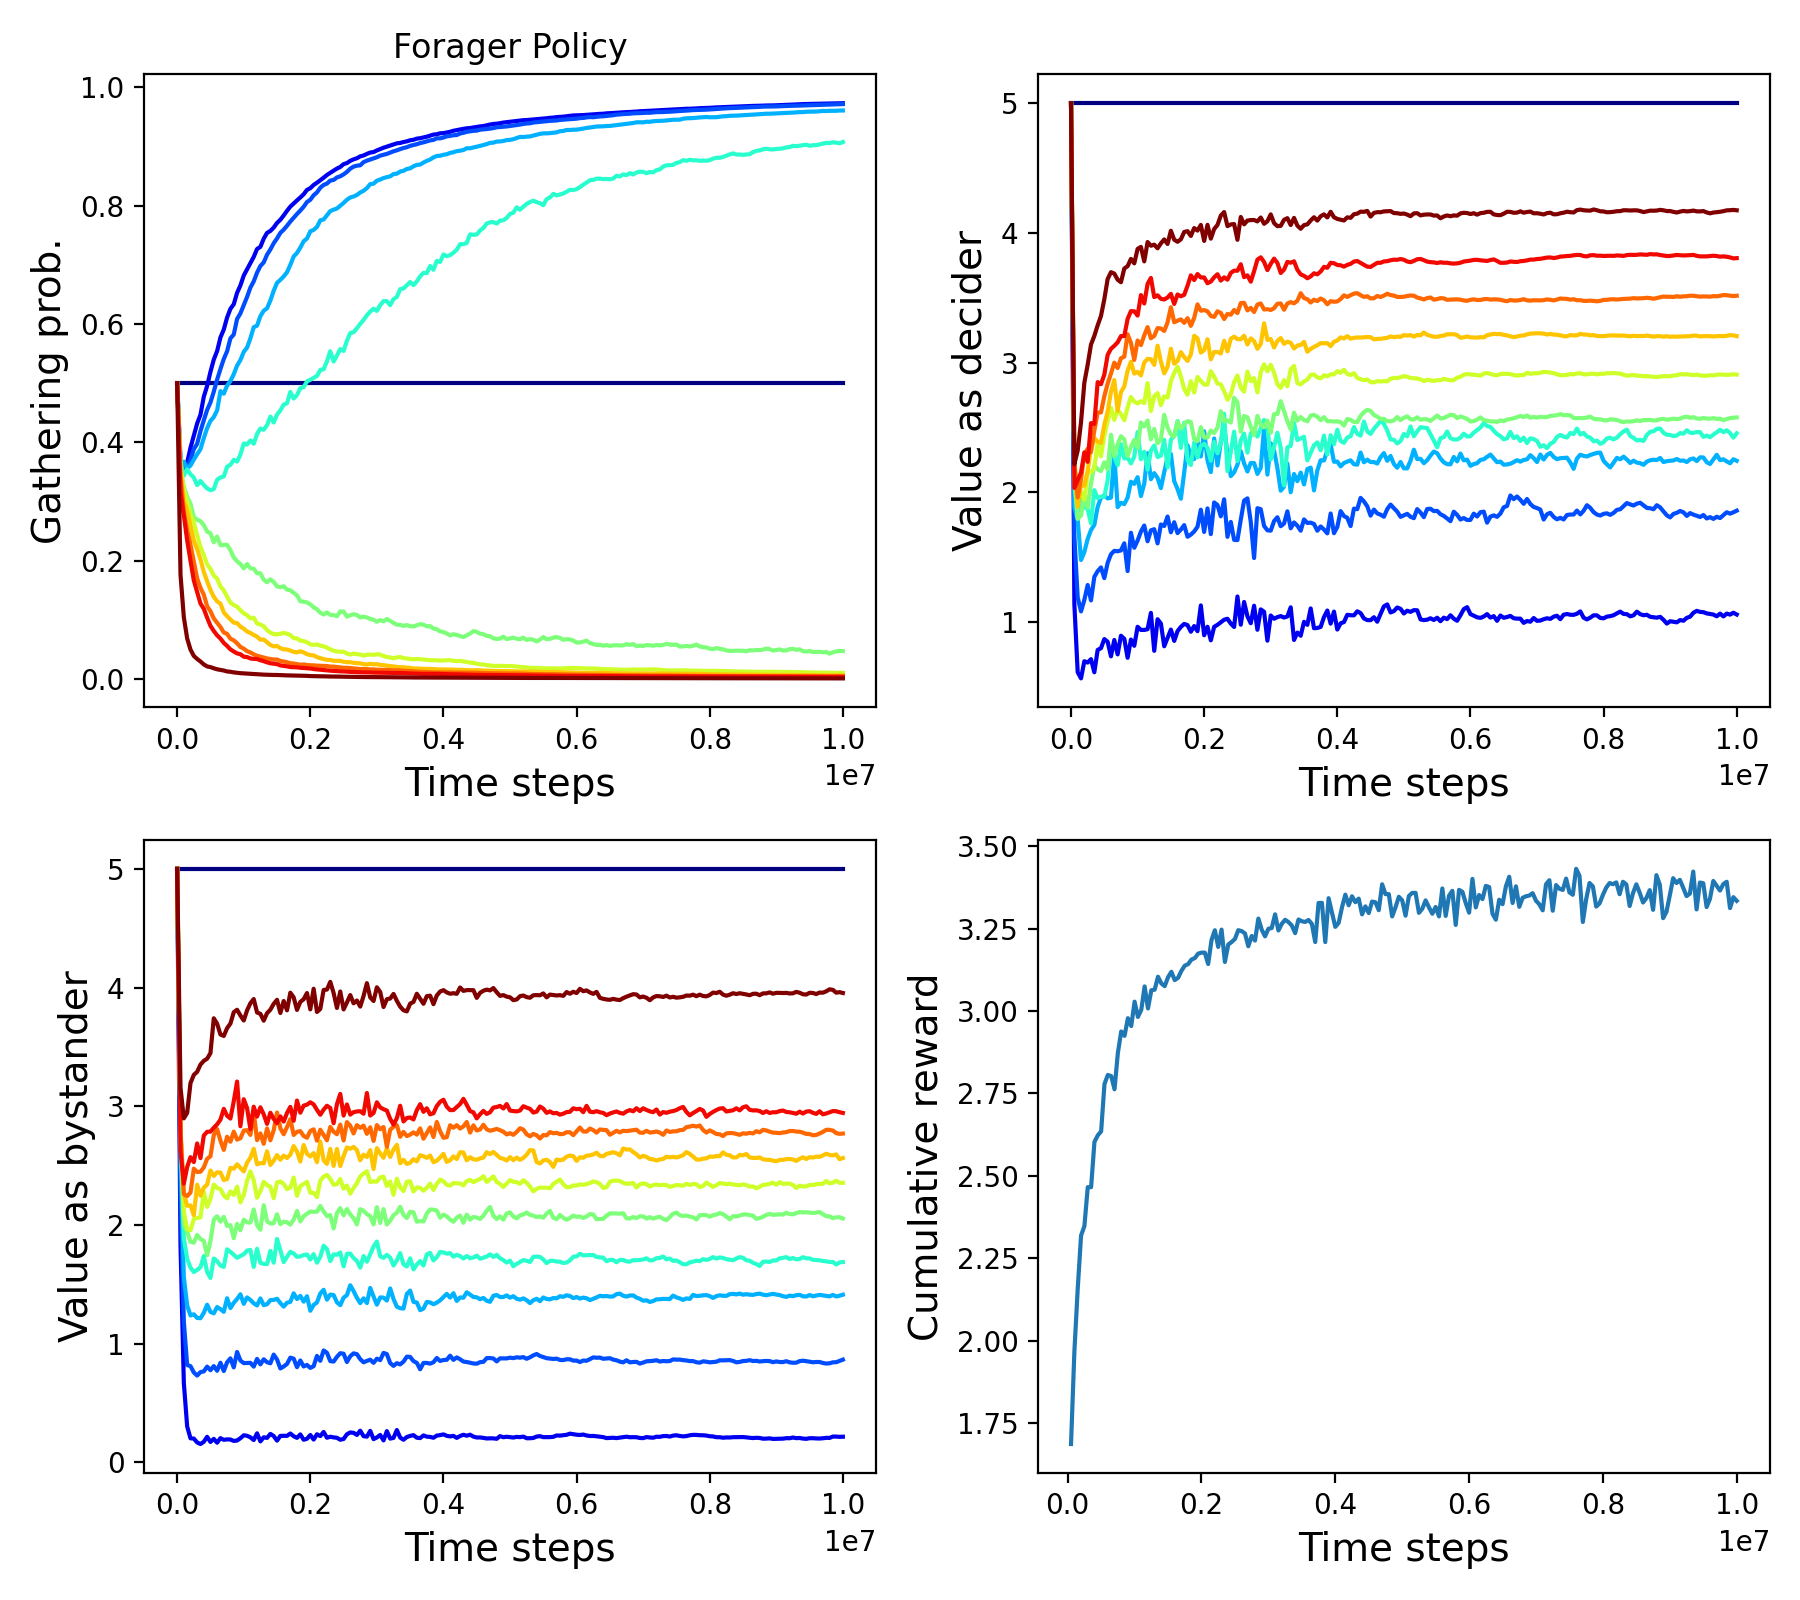 Forager Policy
Gathering prob.
1.0
0.8
0.6
0.4
0.2
0.0
0.0 0.2 0.4 0.6 0.8 1.0
1e7
Time steps
Value as decider
5
4
3
2
1
0.0 0.2 0.4 0.6 0.8 1.0
1e7
Time steps
Value as bystander
5
4
3
2
1
0
0.0 0.2 0.4 0.6 0.8 1.0
1e7
Time steps
Cumulative reward
3.50
3.25
3.00
2.75
2.50
2.25
2.00
1.75
0.0 0.2 0.4 0.6 0.8 1.0
1e7
Time steps